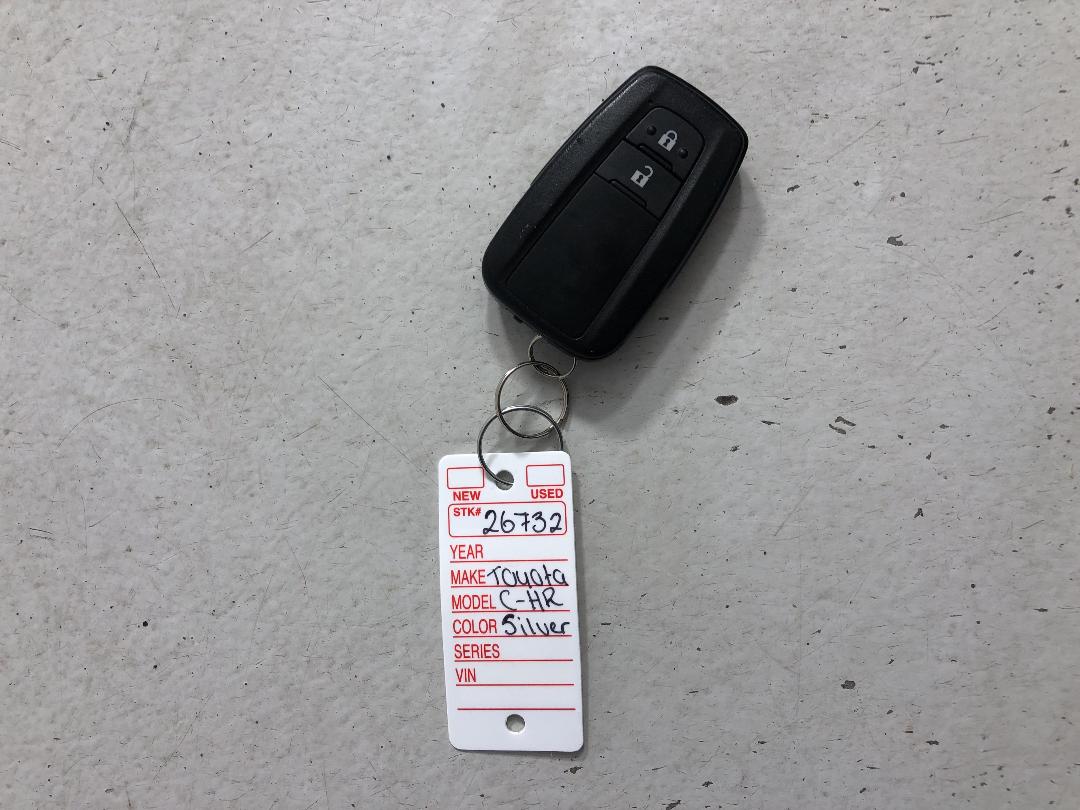 NEW USED
STK# 26732
YEAR
MAKE Toyota
MODEL C-HR
COLOR Silver
SERIES
VIN